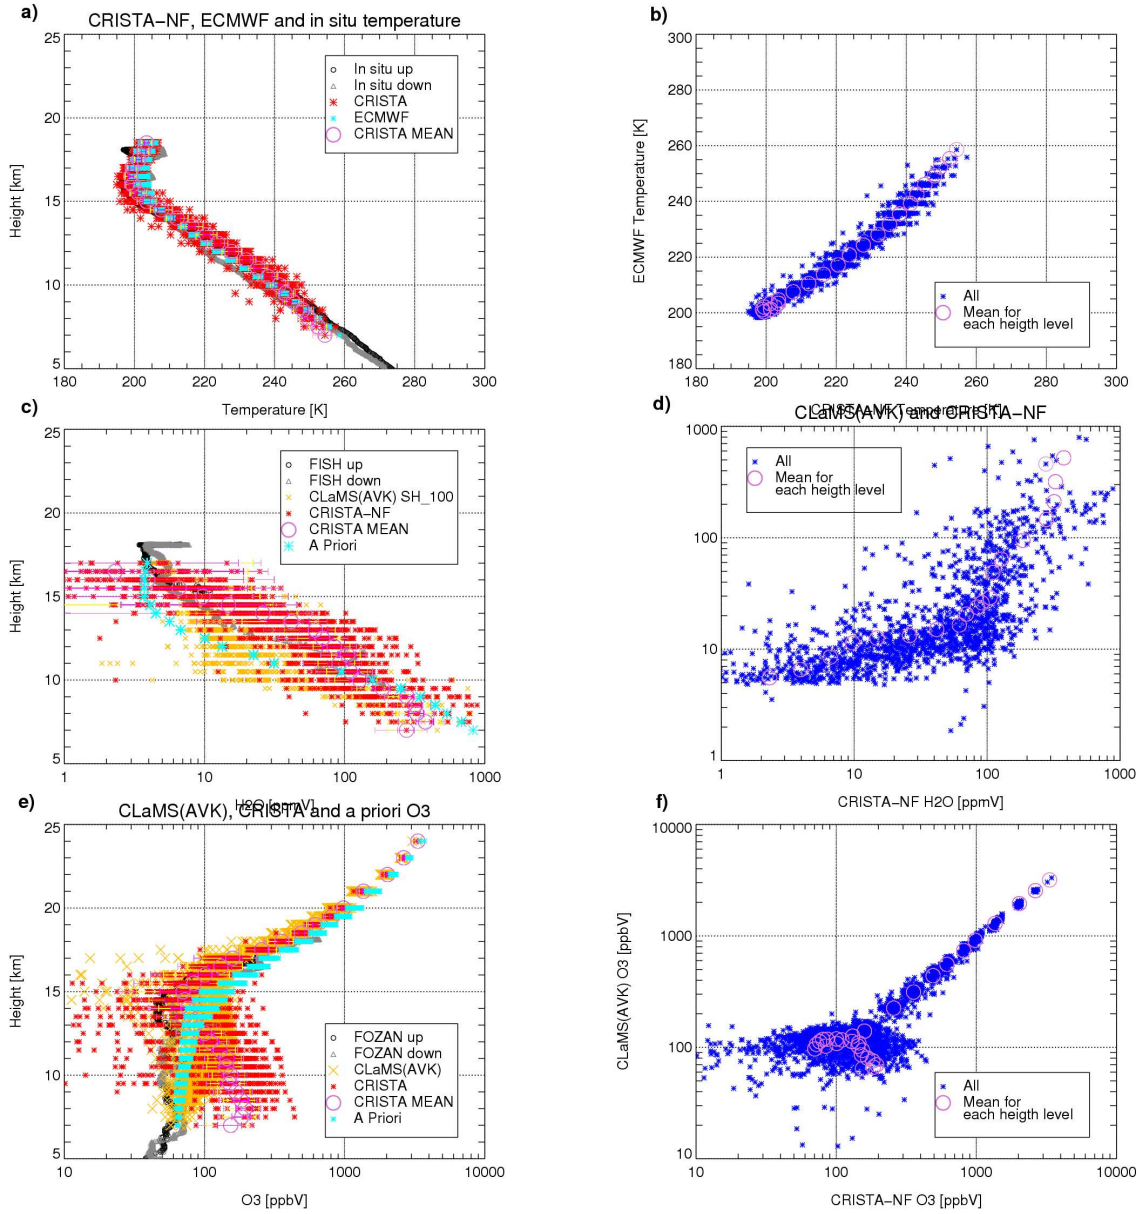 a)
CRISTA-NF, ECMWF and in situ temperature
25
20
15
10
5
Height [km]
In situ up
In situ down
CRISTA
ECMWF
CRISTA MEAN
180
200
220
240
260
280
300
Temperature [K]
b)
300
280
260
240
220
200
180
ECMWF Temperature [K]
All
Mean for
each heigth level
200
220
240
260
280
300
CRISTA-NF Temperature [K]
c)
25
20
15
10
5
Height [km]
FISH up
FISH down
CLaMS(AVK) SH_100
CRISTA-NF
CRISTA MEAN
A Priori
1
10
100
1000
H2O [ppmV]
d)
CLaMS(AVK) and CRISTA-NF
1000
100
10
1
All
Mean for
each heigth level
10
100
1000
CRISTA-NF H2O [ppmV]
e)
CLaMS(AVK), CRISTA and a priori O3
25
20
15
10
5
Height [km]
FOZAN up
FOZAN down
CLaMS(AVK)
CRISTA
CRISTA MEAN
A Priori
10
100
1000
10000
O3 [ppbV]
f)
10000
1000
100
10
CLaMS(AVK) O3 [ppbV]
All
Mean for
each heigth level
10
100
1000
10000
CRISTA-NF O3 [ppbV]